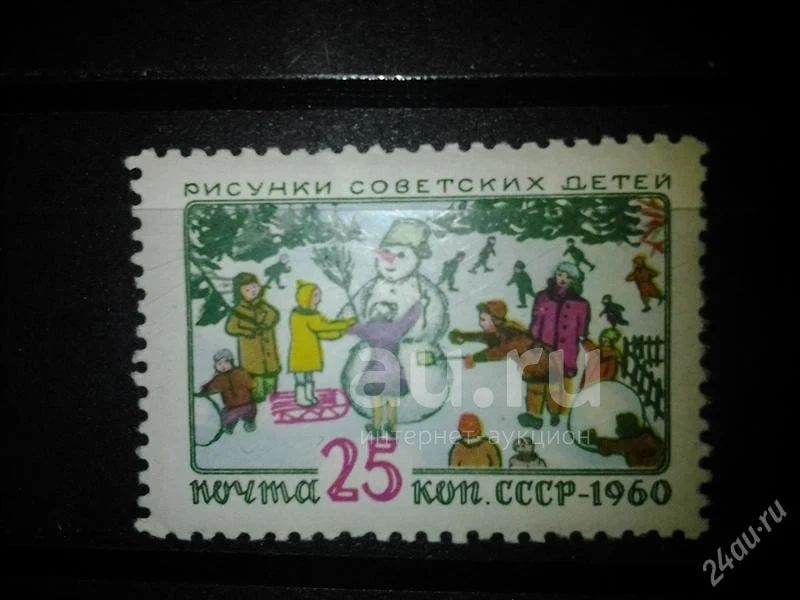 РИСУНКИ СОВЕТСКИХ ДЕТЕЙ
au.ru
интернет-аукцион
почта 25 коп. СССР-1960
24au.ru